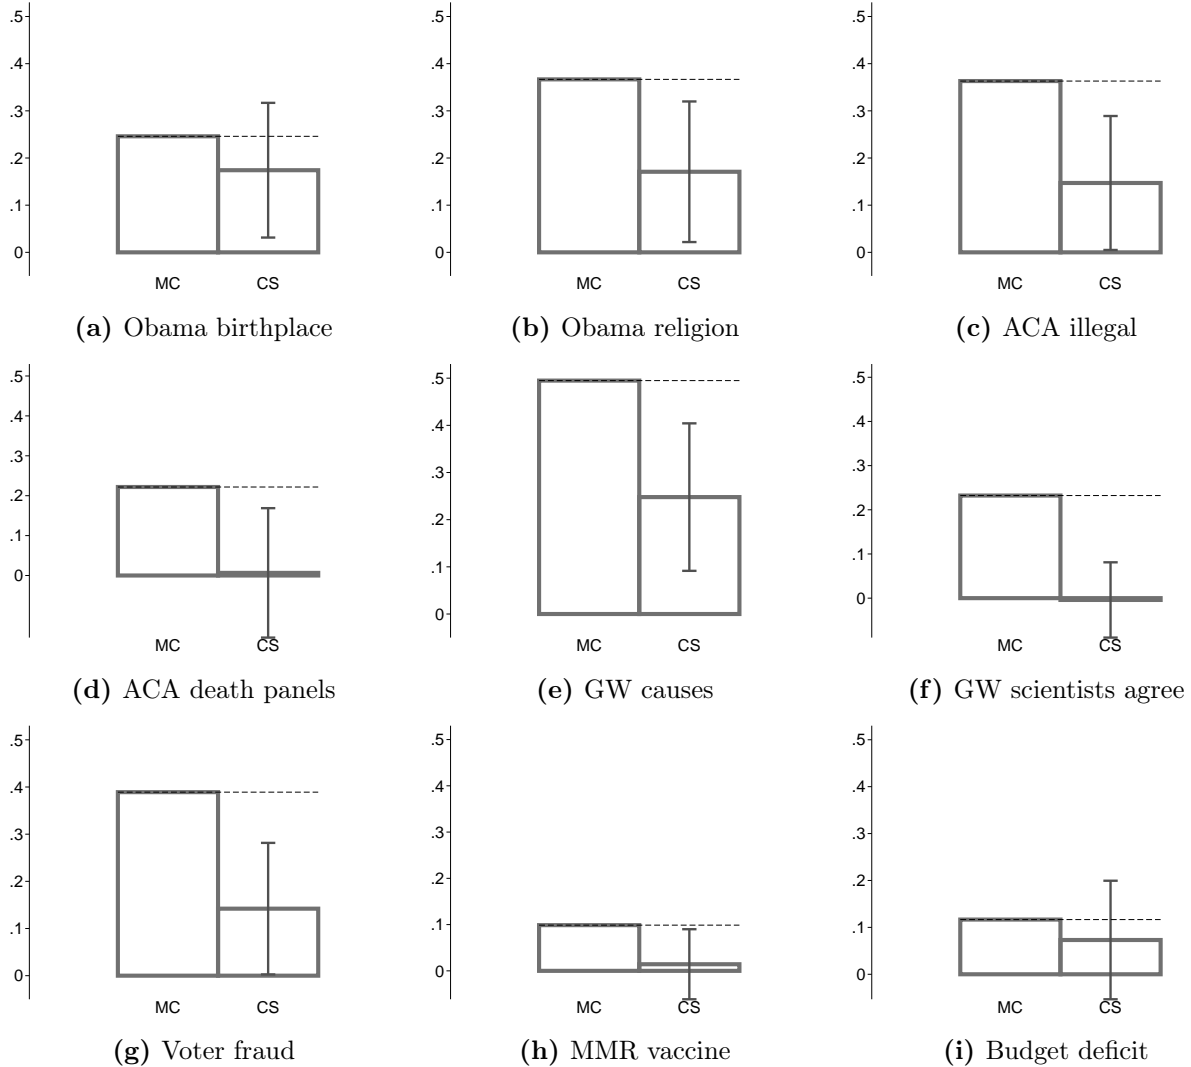 .5 .5 .5
.4 .4 .4
.3 .3 .3
.2 .2 .2
.1 .1 .1
0 0 0
MC CS MC CS MC CS
(a) Obama birthplace (b) Obama religion (c) ACA illegal
.5 .5 .5
.4 .4 .4
.3 .3 .3
.2 .2 .2
.1 .1 .1
0 0 0
MC CS MC CS MC CS
(d) ACA death panels (e) GW causes (f) GW scientists agree
.5 .5 .5
.4 .4 .4
.3 .3 .3
.2 .2 .2
.1 .1 .1
0 0 0
MC CS MC CS MC CS
(g) Voter fraud (h) MMR vaccine (i) Budget deficit